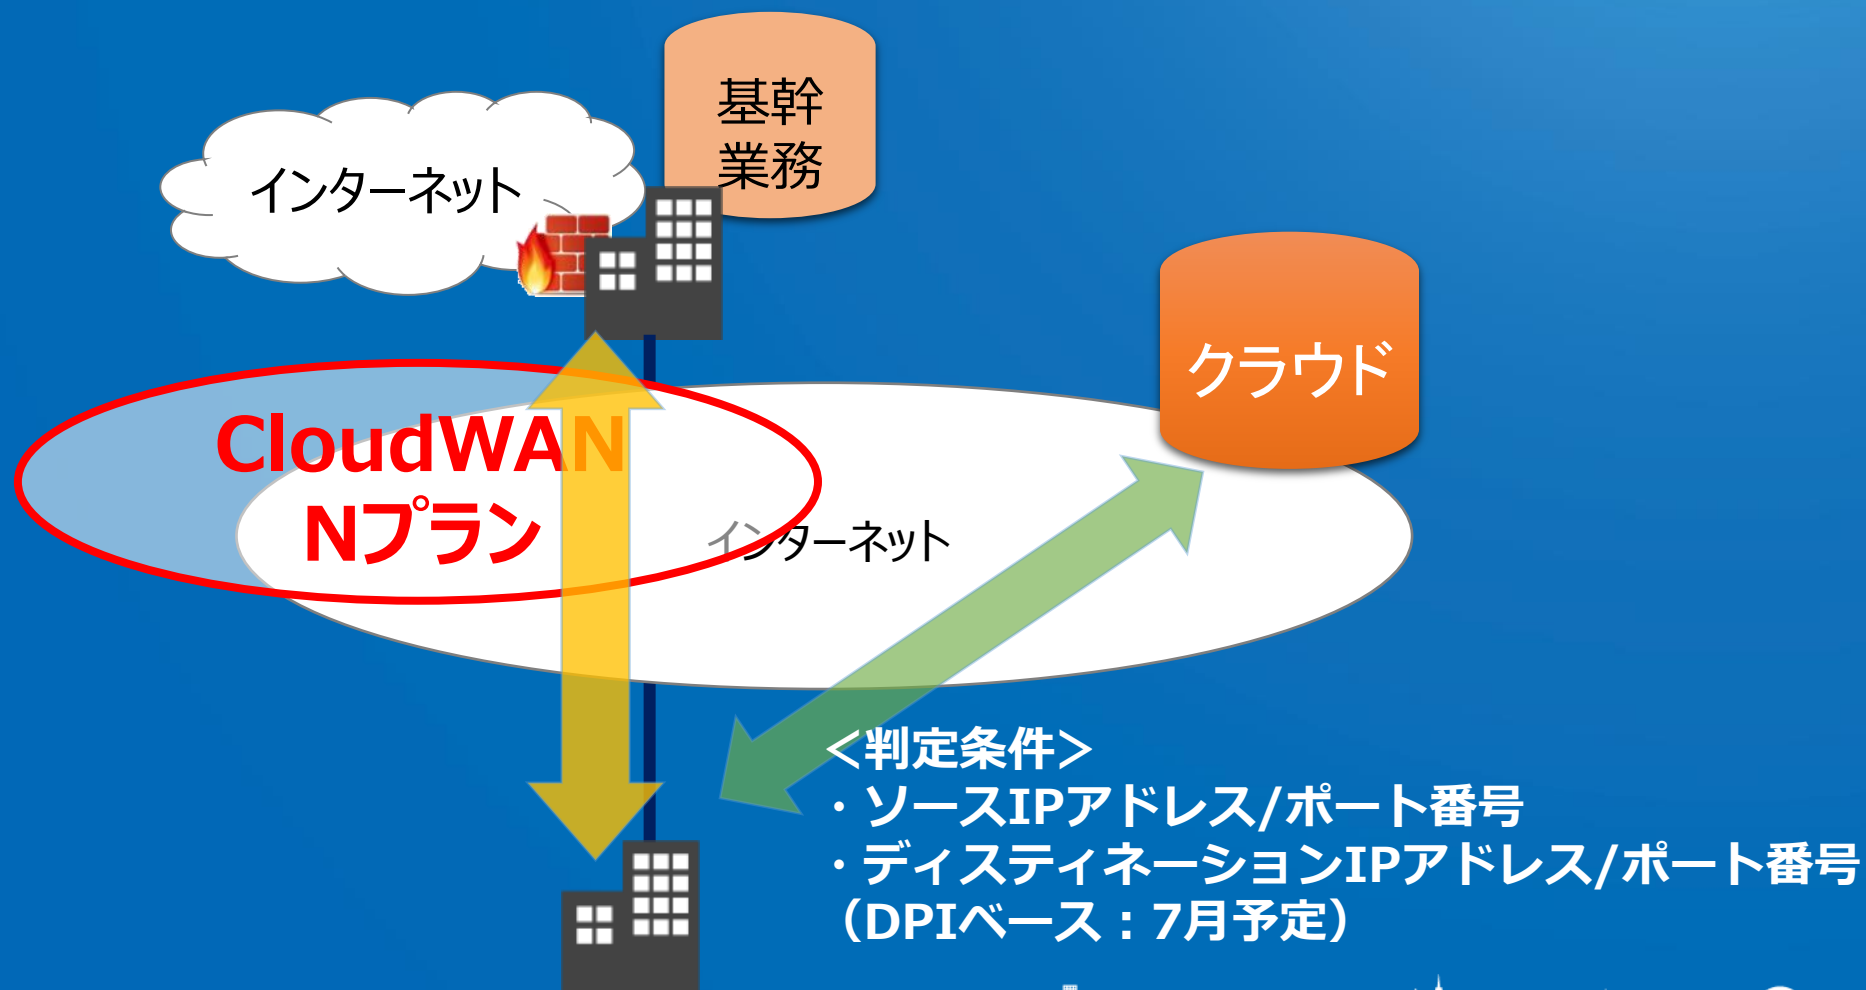 基幹
業務
インターネット
クラウド
CloudWAN
Nプラン
インターネット
＜判定条件＞
・ソースIPアドレス/ポート番号
・ディスティネーションIPアドレス/ポート番号
（DPIベース：7月予定）